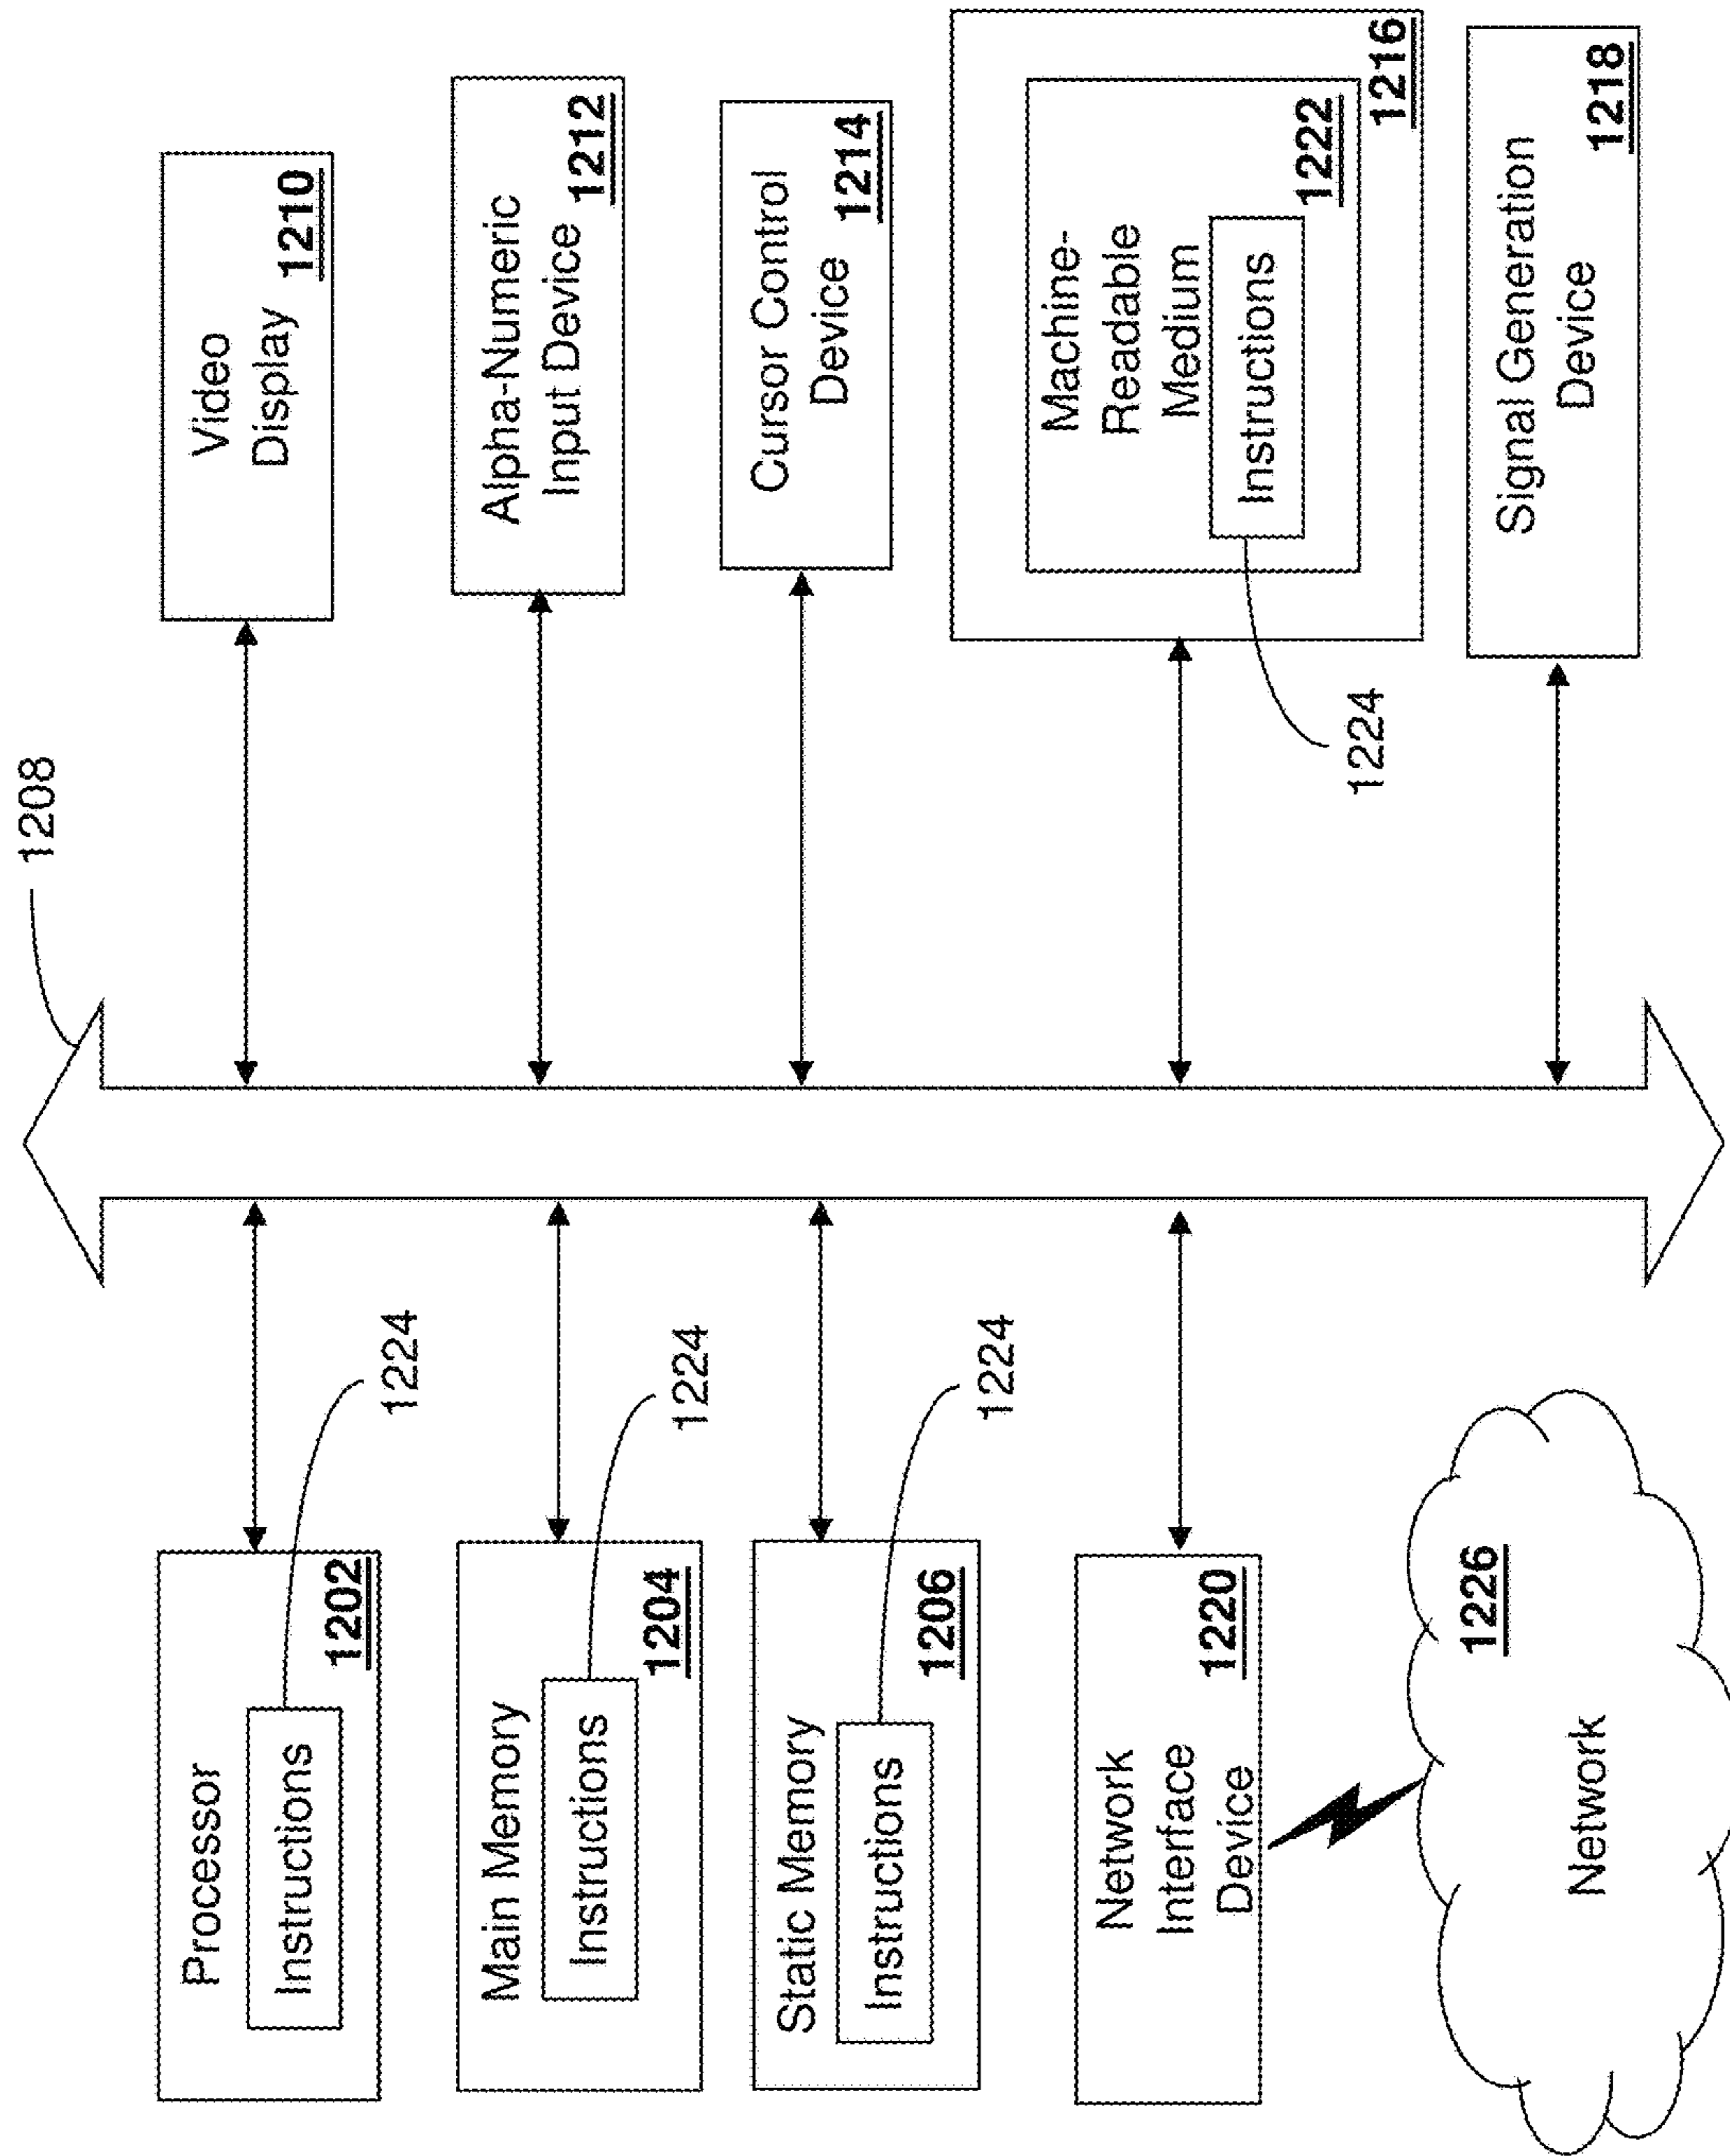 1208
Processor
Instructions
1202
1224
Main Memory
Instructions
1204
1224
Static Memory
Instructions
1206
1224
Network
Interface
Device
1220
1226
Network
Video
Display
1210
Alpha-Numeric
Input Device
1212
Cursor Control
Device
1214
Machine-
Readable
Medium
1222
Instructions
1216
1224
Signal Generation
Device
1218